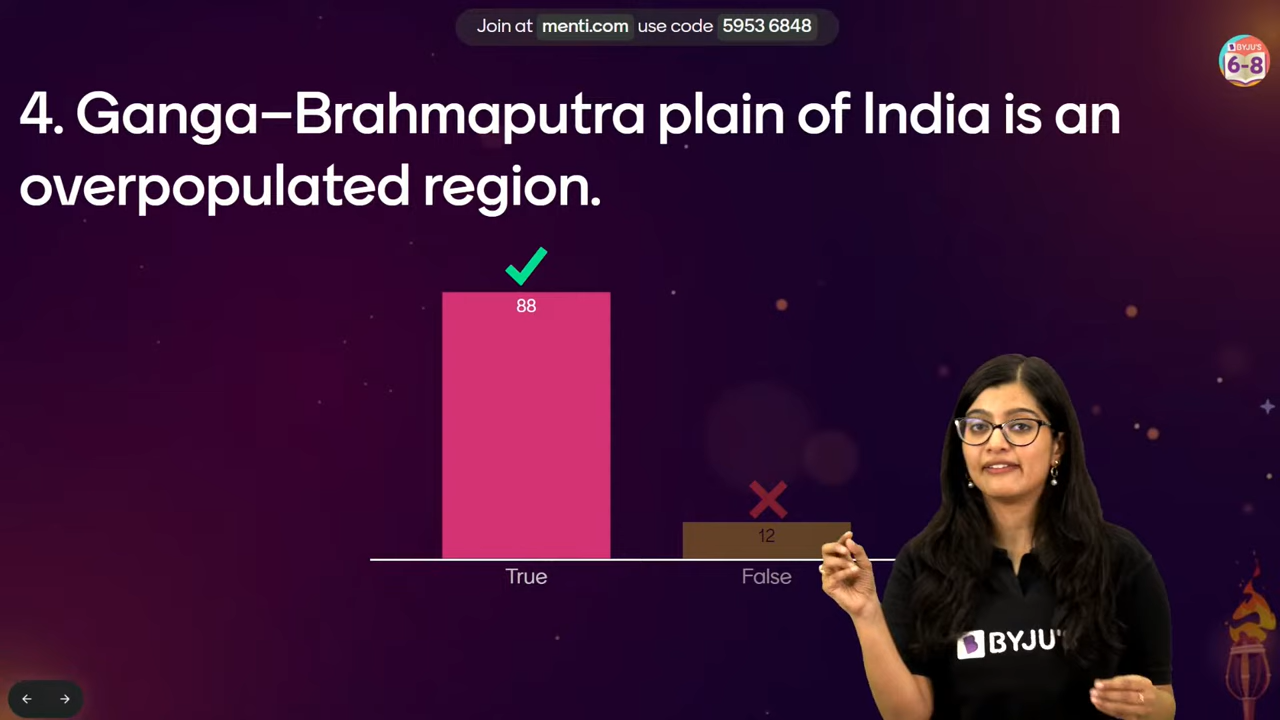 Join at menti.com use code 5953 6848
BYJU'S
6-8
4. Ganga–Brahmaputra plain of India is an
overpopulated region.
88
12
True
False
BYJU'